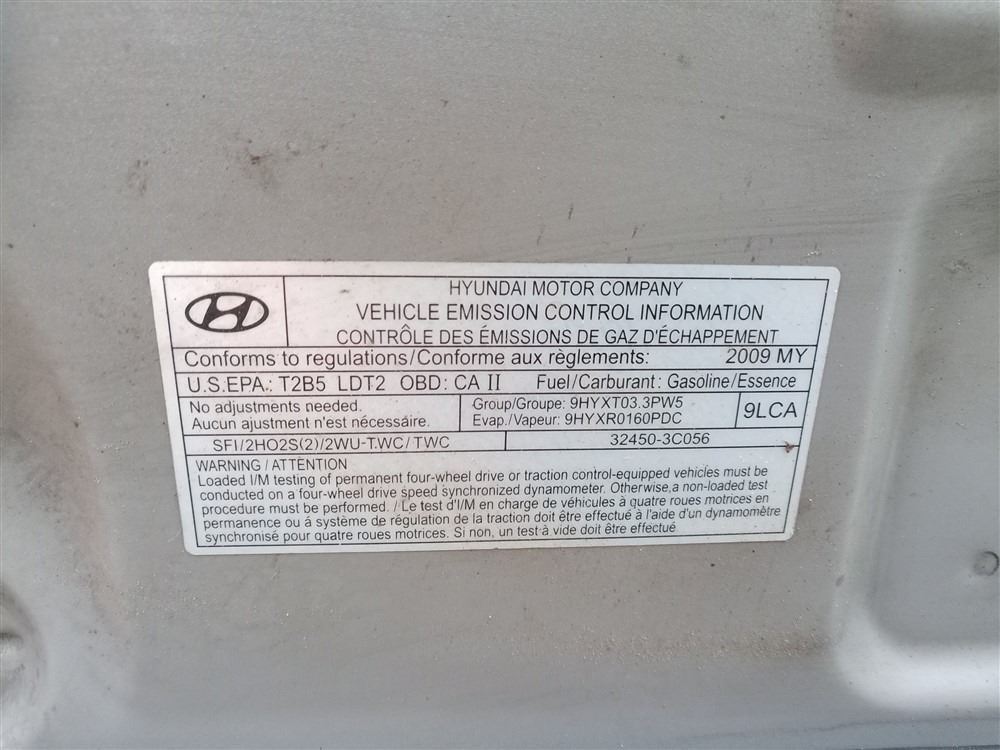 HYUNDAI MOTOR COMPANY
VEHICLE EMISSION CONTROL INFORMATION
CONTRÔLE DES ÉMISSIONS DE GAZ D'ÉCHAPPEMENT
Conforms to regulations/Conforme aux règlements: 2009 MY
U.S.EPA.: T2B5 LDT2 OBD: CA II Fuel/Carburant: Gasoline/Essence
No adjustments needed.
Aucun ajustment n'est nécessaire.
Group/Groupe: 9HYXT03.3PW5
Evap./Vapeur: 9HYXR0160PDC
9LCA
SFI/2HO2S(2)/2WU-T.WC/TWC 32450-3C056
WARNING / ATTENTION
Loaded I/M testing of permanent four-wheel drive or traction control-equipped vehicles must be
conducted on a four-wheel drive speed synchronized dynamometer. Otherwise,a non-loaded test
procedure must be performed. / Le test d'I/M en charge de véhicules à quatre roues motrices en
permanence ou á système de régulation de la traction doit être effectué à l'aide d'un dynamomètre
synchronisé pour quatre roues motrices. Si non, un test à vide doit être effectué